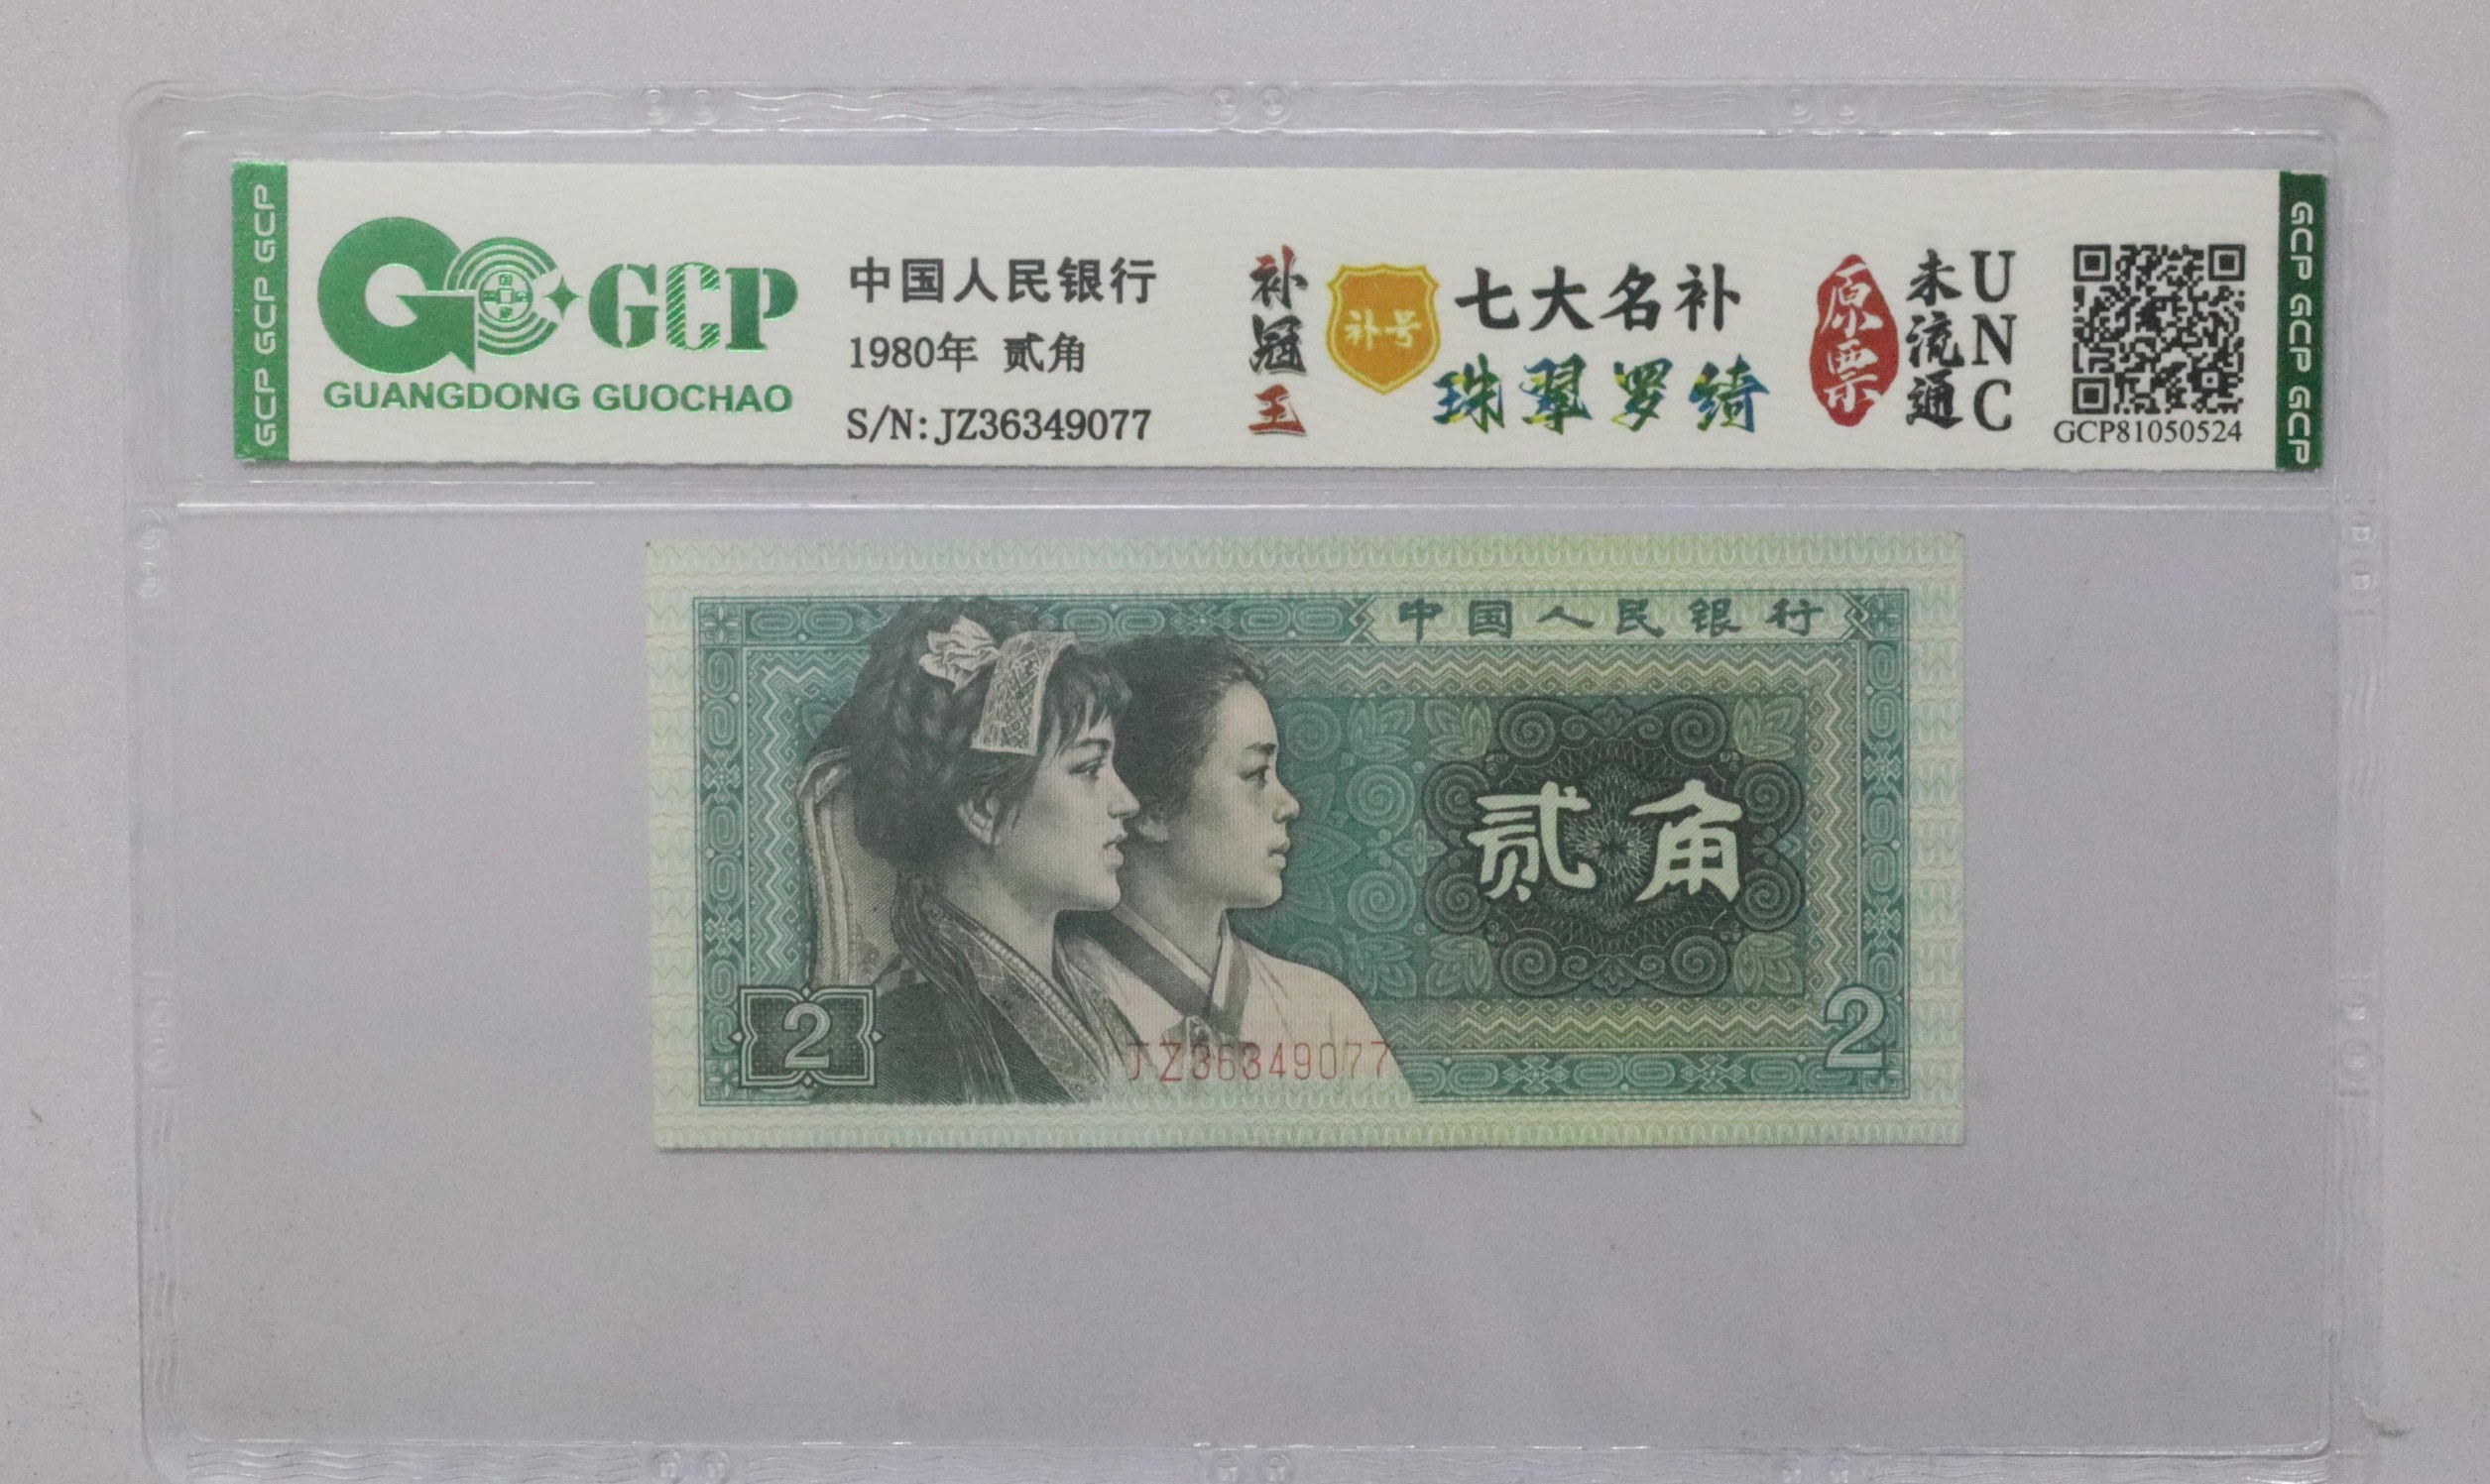 GCP GCP GCP
GCP
GUANGDONG GUOCHAO
中国人民银行
1980年 贰角
S/N:JZ36349077
补冠王
补号
七大名补
珠翠罗绮
原票
未流通
UNC
GCP81050524
GCP GCP GCP
中国人民银行
贰角
2
JZ36349077
2